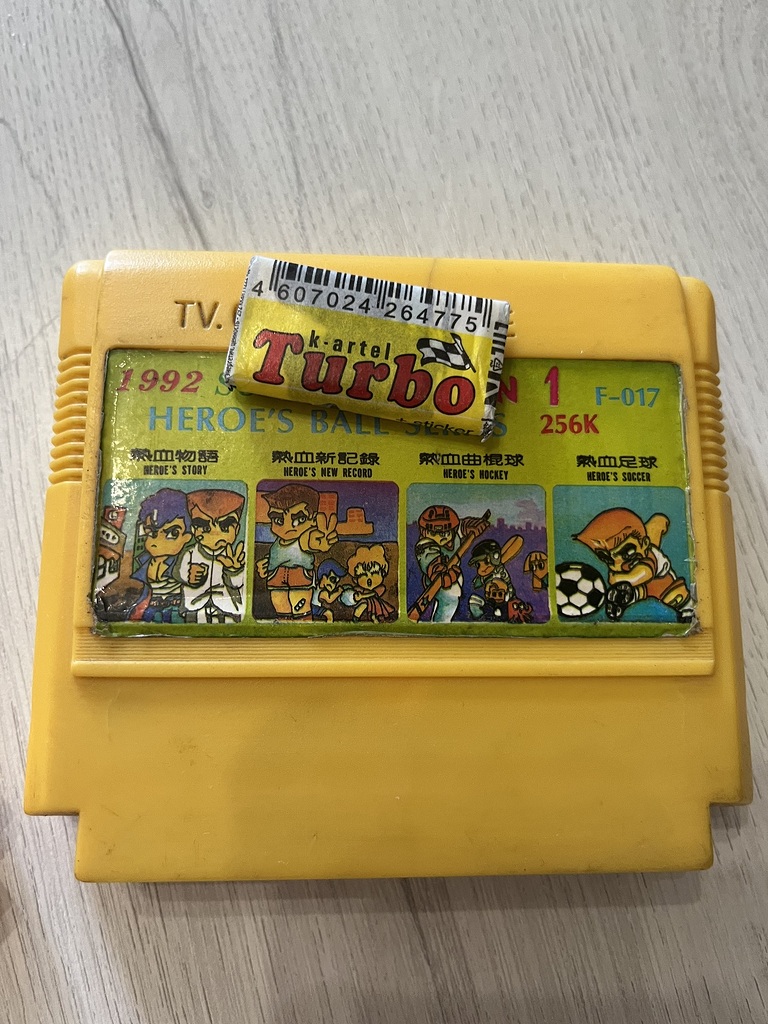 4 607024 264775
k-artel
Turbo
TV.
1992
N 1
F-017
HEROE'S BALL
256K
熱血物語
熱血新記錄
熱血曲棍球
熱血足球
HEROE'S STORY
HEROE'S NEW RECORD
HEROE'S HOCKEY
HEROE'S SOCCER